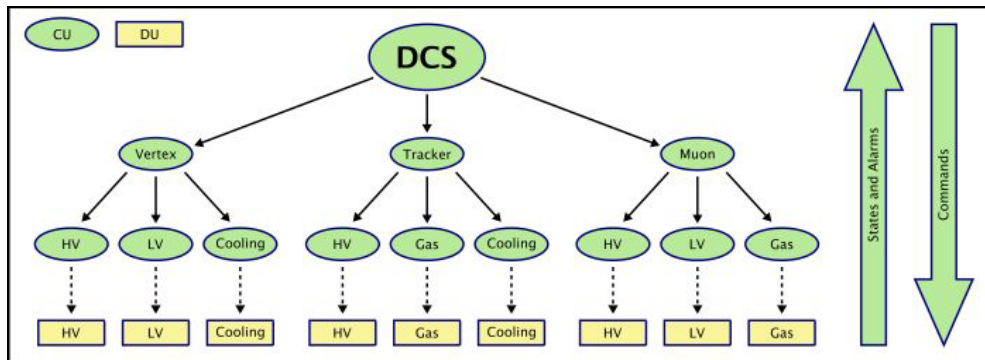 CU DU
DCS
Vertex Tracker Muon
HV LV Cooling HV Gas Cooling HV LV Gas
HV LV Cooling HV Gas Cooling HV LV Gas
States and Alarms
Commands